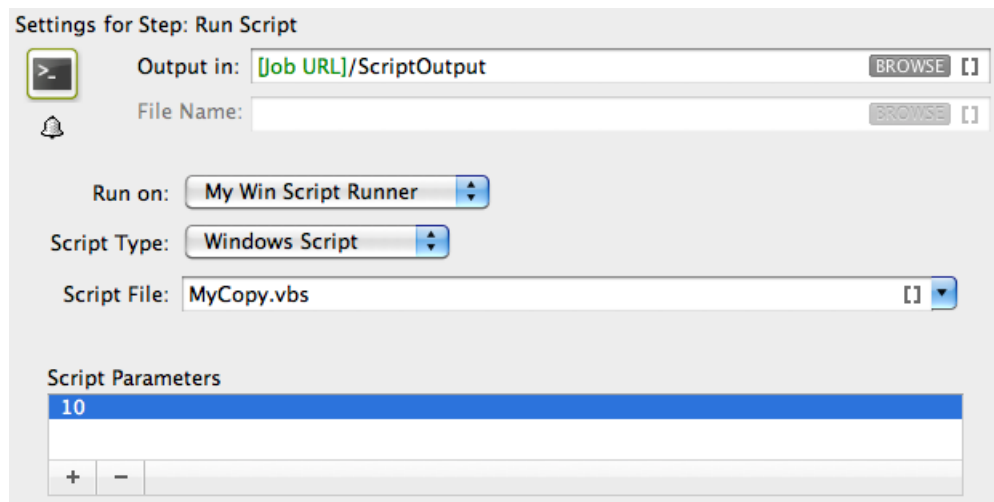 Settings for Step: Run Script
Output in: [Job URL]/ScriptOutput BROWSE []
File Name: BROWSE []
Run on: My Win Script Runner
Script Type: Windows Script
Script File: MyCopy.vbs []
Script Parameters
10
+ −